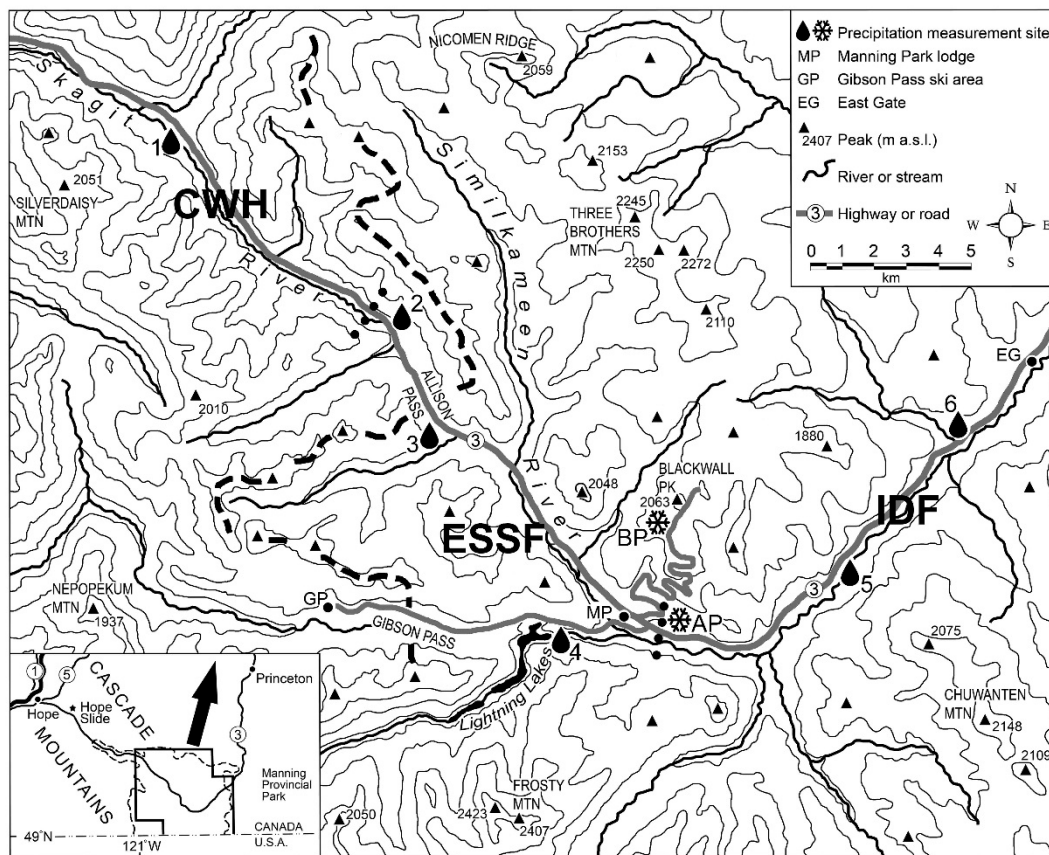 Precipitation measurement site
MP Manning Park lodge
GP Gibson Pass ski area
EG East Gate
2407 Peak (m a.s.l.)
River or stream
3 Highway or road
N
W E
S
0 1 2 3 4 5
km
NICOMEN RIDGE
2059
Skagit
1
2051
SILVERDAISY
MTN
CWH
River
2153
2245
THREE
BROTHERS
MTN
2250
2272
2110
Similkameen
River
2
ALLISON
PASS
EG
2010
3
3
6
1880
2048
BLACKWALL
PK
2063
BP
ESSF
IDF
5
3
NEPOPEKUM
MTN
1937
GP
GIBSON PASS
MP
AP
4
Lightning Lakes
2075
CHUWANTEN
MTN
2148
2109
FROSTY
MTN
2423
2407
2050
1
5
Hope
Hope
Slide
CASCADE
MOUNTAINS
Princeton
3
Manning
Provincial
Park
49°N
121°W
CANADA
U.S.A.